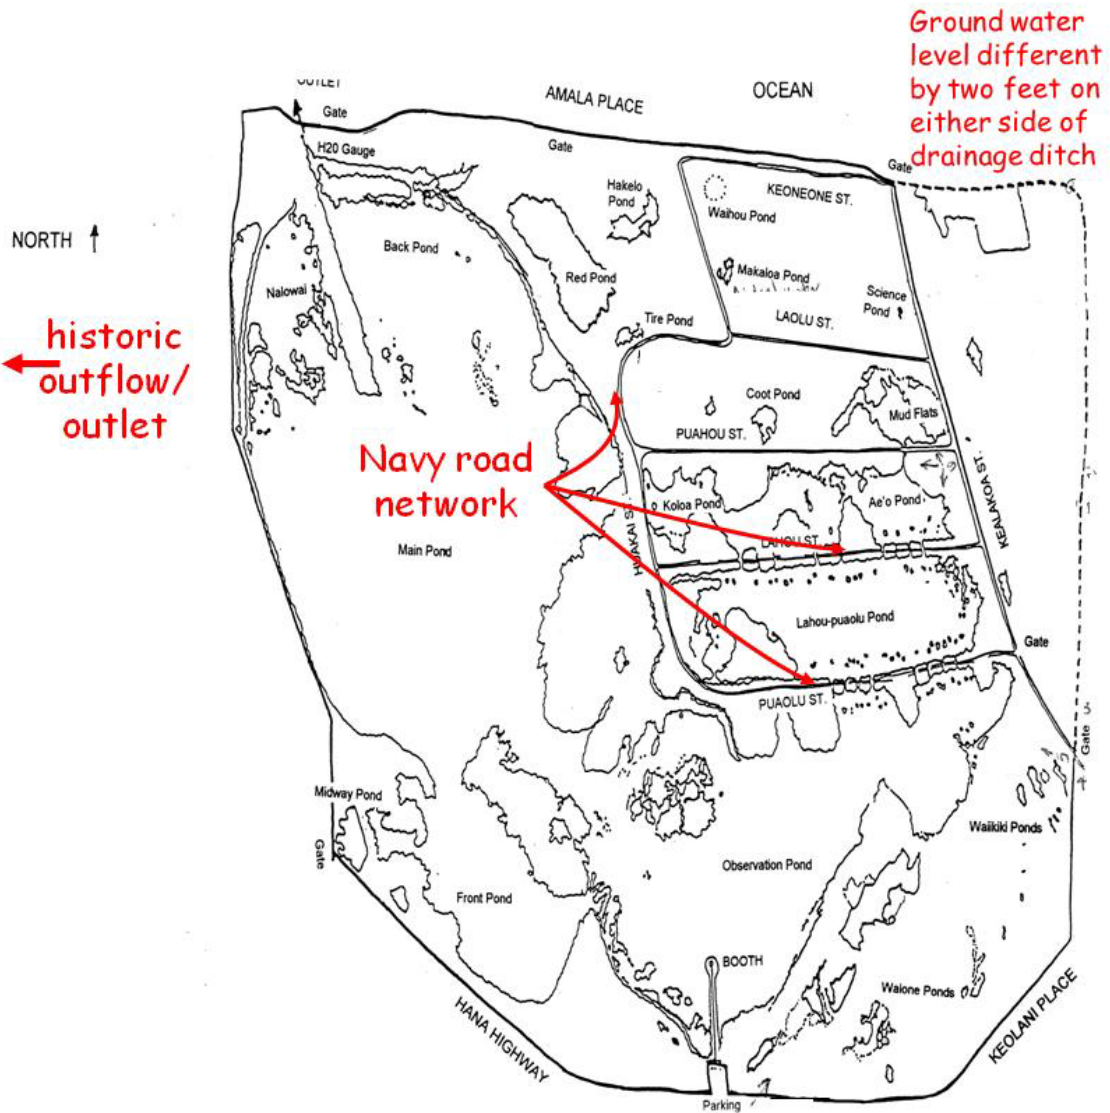 Ground water
level different
by two feet on
either side of
drainage ditch
OUTLET
AMALA PLACE
OCEAN
Gate
Gate
Gate
H20 Gauge
Hakelo
Pond
KEONEONE ST.
Waihou Pond
NORTH
Back Pond
Red Pond
Makaloa Pond
Nalowai
Science
Pond
Tire Pond
LAOLU ST.
historic
outflow/
outlet
Coot Pond
Mud Flats
PUAHOU ST.
Navy road
network
KEALAKOA ST.
Koloa Pond
Ae'o Pond
LAHOU ST.
Main Pond
Lahou-puaolu Pond
Gate
PUAOLU ST.
3
Gate
4
Midway Pond
Waiikiki Ponds
Gate
Observation Pond
Front Pond
BOOTH
Waione Ponds
HANA HIGHWAY
KEOLANI PLACE
Parking